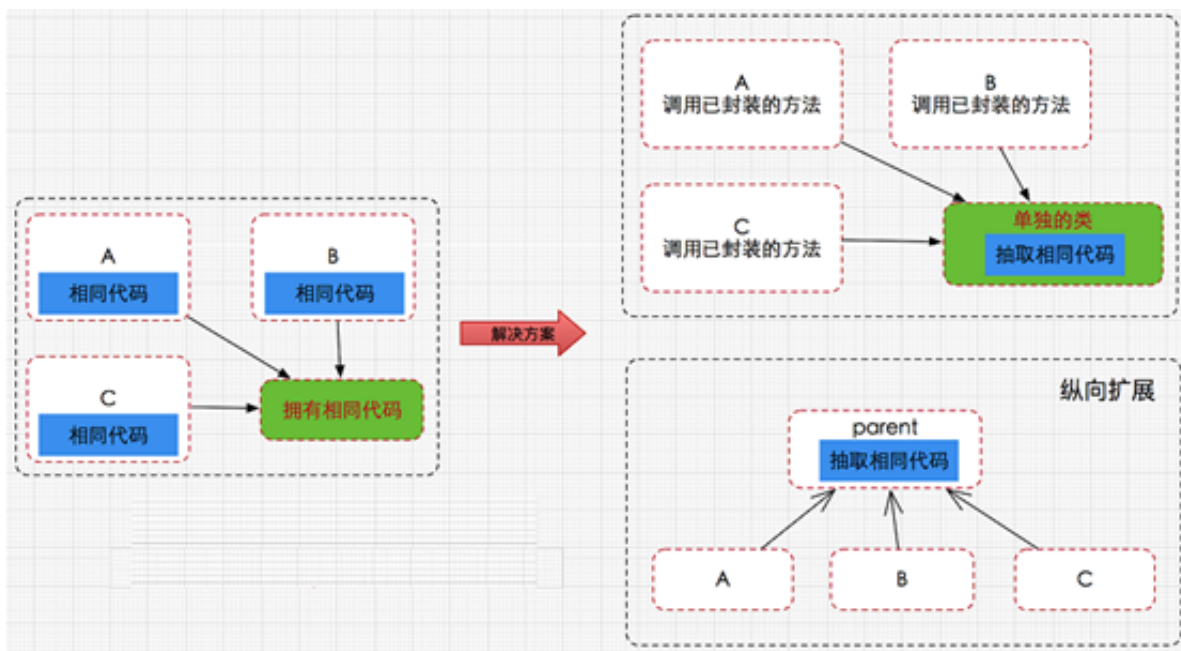 A
相同代码
B
相同代码
C
相同代码
拥有相同代码
解决方案
A
调用已封装的方法
B
调用已封装的方法
C
调用已封装的方法
单独的类
抽取相同代码
纵向扩展
parent
抽取相同代码
A
B
C